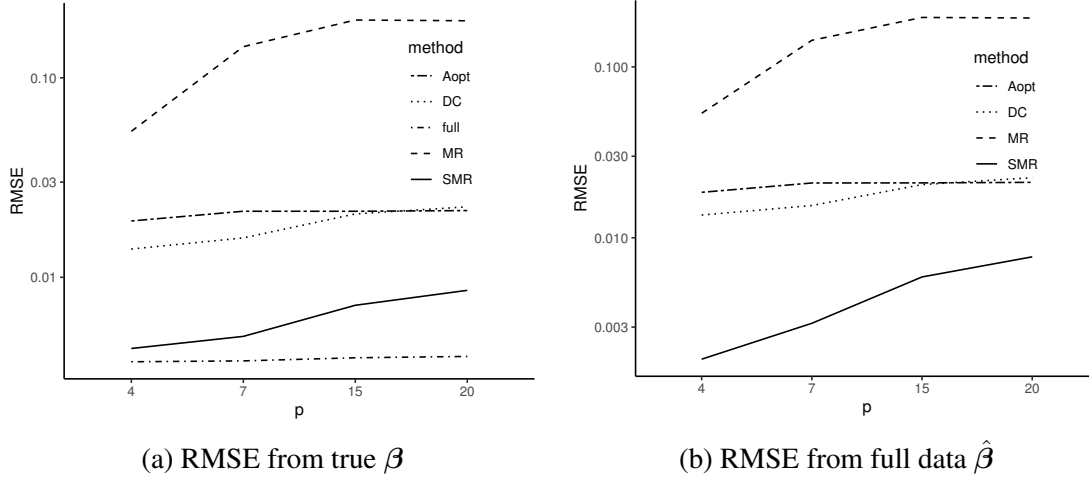 RMSE
0.10
0.03
0.01
4
7
15
20
p
method
Aopt
DC
full
MR
SMR
(a) RMSE from true β
RMSE
0.100
0.030
0.010
0.003
4
7
15
20
p
method
Aopt
DC
MR
SMR
(b) RMSE from full data β̂